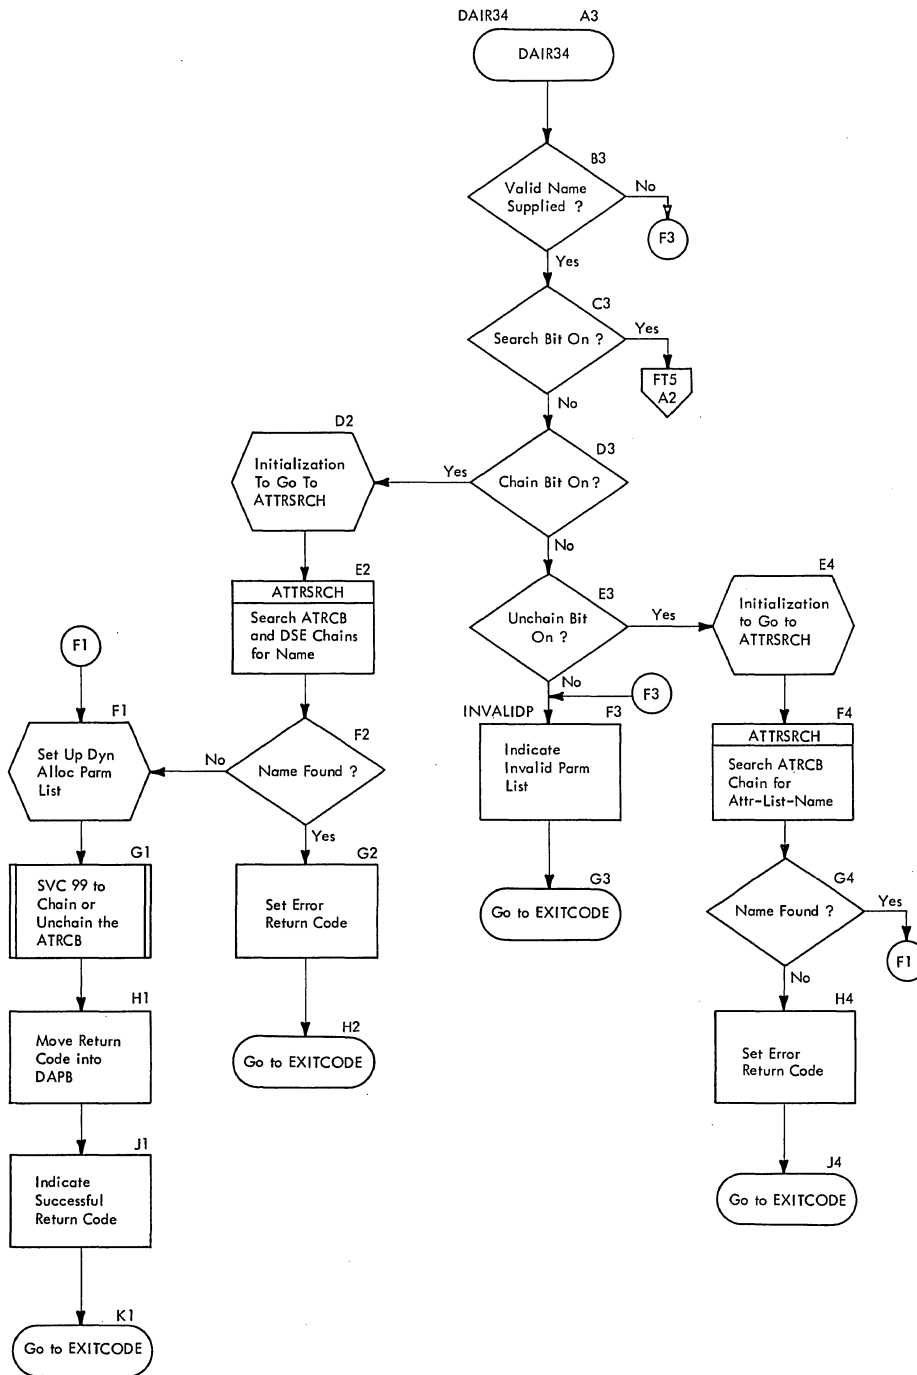 DAIR34
A3
DAIR34
B3
Valid Name
Supplied ?
No
F3
Yes
C3
Search Bit On ?
Yes
FT5
A2
No
D2
Initialization
To Go To
ATTRSRCH
Yes
D3
Chain Bit On ?
No
E2
ATTRSRCH
Search ATRCB
and DSE Chains
for Name
E3
Unchain Bit
On ?
Yes
No
E4
Initialization
to Go to
ATTRSRCH
F1
F3
F1
Set Up Dyn
Alloc Parm
List
No
F2
Name Found ?
Yes
INVALIDP
F3
Indicate
Invalid Parm
List
F4
ATTRSRCH
Search ATRCB
Chain for
Attr-List-Name
G1
SVC 99 to
Chain or
Unchain the
ATRCB
G2
Set Error
Return Code
G3
Go to EXITCODE
G4
Name Found ?
Yes
F1
No
H1
Move Return
Code into
DAPB
H2
Go to EXITCODE
H4
Set Error
Return Code
J1
Indicate
Successful
Return Code
J4
Go to EXITCODE
K1
Go to EXITCODE